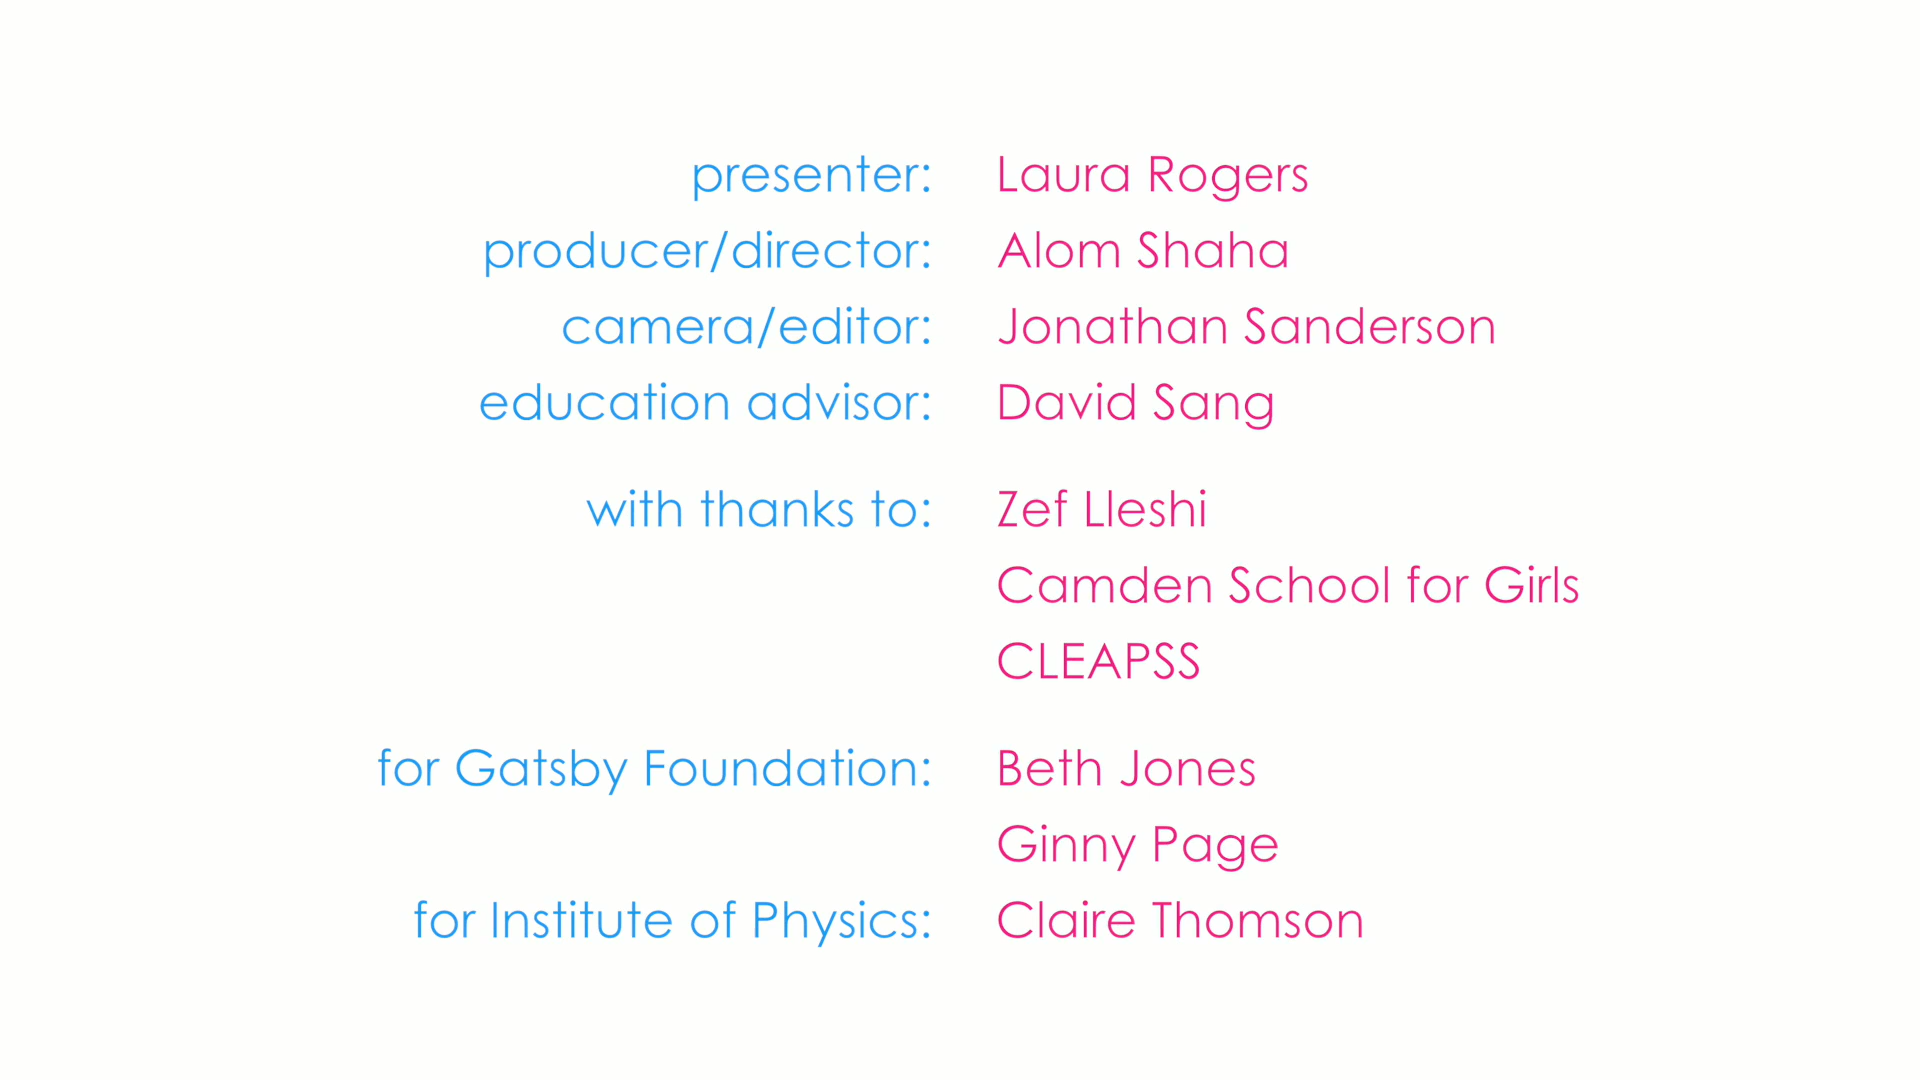 presenter: Laura Rogers
producer/director: Alom Shaha
camera/editor: Jonathan Sanderson
education advisor: David Sang
with thanks to: Zef Lleshi
Camden School for Girls
CLEAPSS
for Gatsby Foundation: Beth Jones
Ginny Page
for Institute of Physics: Claire Thomson